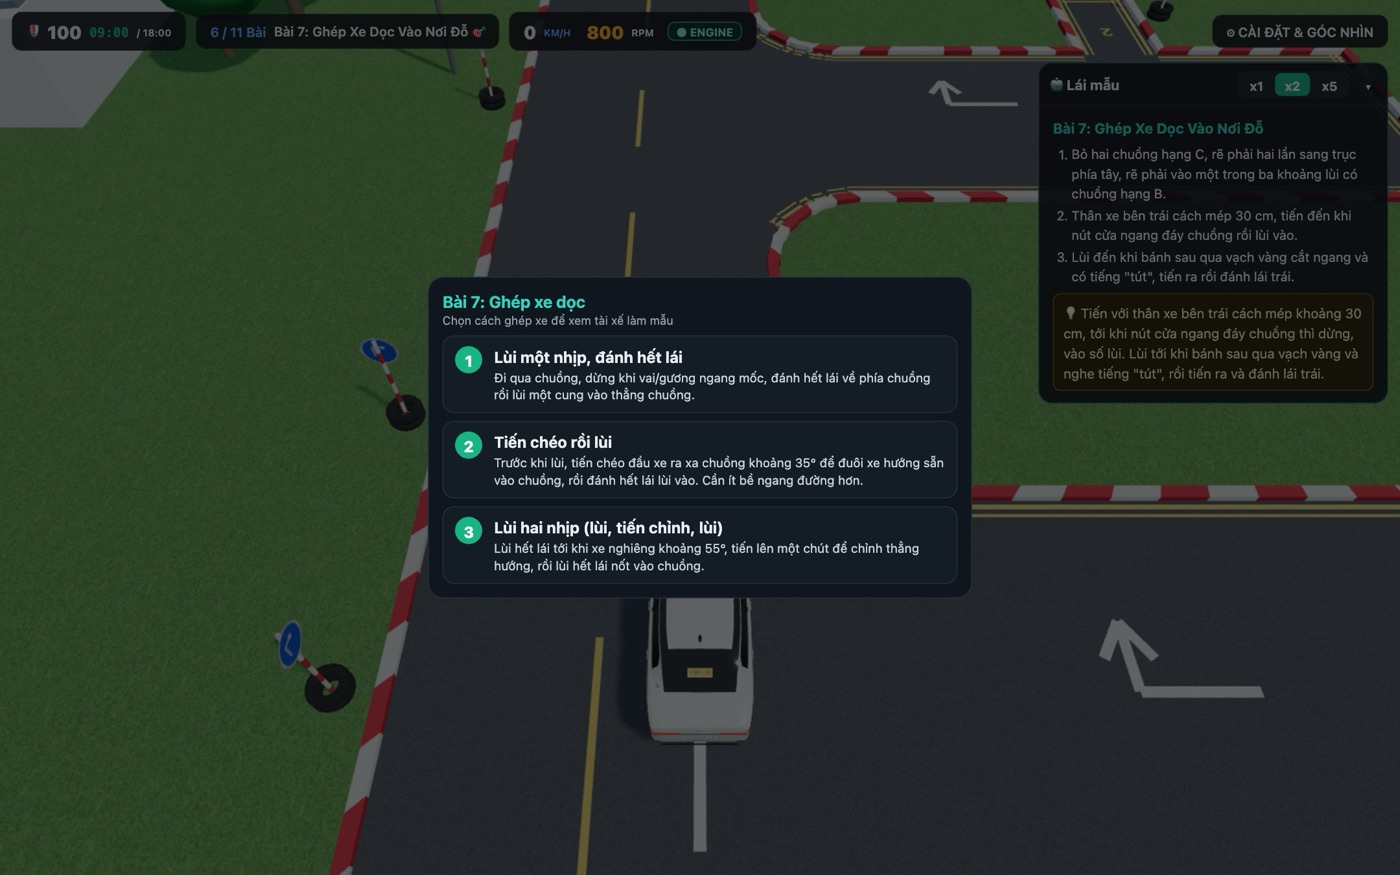 100 09:00 / 18:00
6 / 11 Bài Bài 7: Ghép Xe Dọc Vào Nơi Đỗ
0 KM/H 800 RPM ENGINE
CÀI ĐẶT & GÓC NHÌN
Lái mẫu x1 x2 x5
Bài 7: Ghép Xe Dọc Vào Nơi Đỗ
1. Bỏ hai chuồng hạng C, rẽ phải hai lần sang trục
phía tây, rẽ phải vào một trong ba khoảng lùi có
chuồng hạng B.
2. Thân xe bên trái cách mép 30 cm, tiến đến khi
nút cửa ngang đáy chuồng rồi lùi vào.
3. Lùi đến khi bánh sau qua vạch vàng cắt ngang và
có tiếng "tút", tiến ra rồi đánh lái trái.
Tiến với thân xe bên trái cách mép khoảng 30
cm, tới khi nút cửa ngang đáy chuồng thì dừng,
vào số lùi. Lùi tới khi bánh sau qua vạch vàng và
nghe tiếng "tút", rồi tiến ra và đánh lái trái.
Bài 7: Ghép xe dọc
Chọn cách ghép xe để xem tài xế làm mẫu
1 Lùi một nhịp, đánh hết lái
Đi qua chuồng, dừng khi vai/gương ngang mốc, đánh hết lái về phía chuồng
rồi lùi một cung vào thẳng chuồng.
2 Tiến chéo rồi lùi
Trước khi lùi, tiến chéo đầu xe ra xa chuồng khoảng 35° để đuôi xe hướng sẵn
vào chuồng, rồi đánh hết lái lùi vào. Cần ít bề ngang đường hơn.
3 Lùi hai nhịp (lùi, tiến chỉnh, lùi)
Lùi hết lái tới khi xe nghiêng khoảng 55°, tiến lên một chút để chỉnh thẳng
hướng, rồi lùi hết lái nốt vào chuồng.